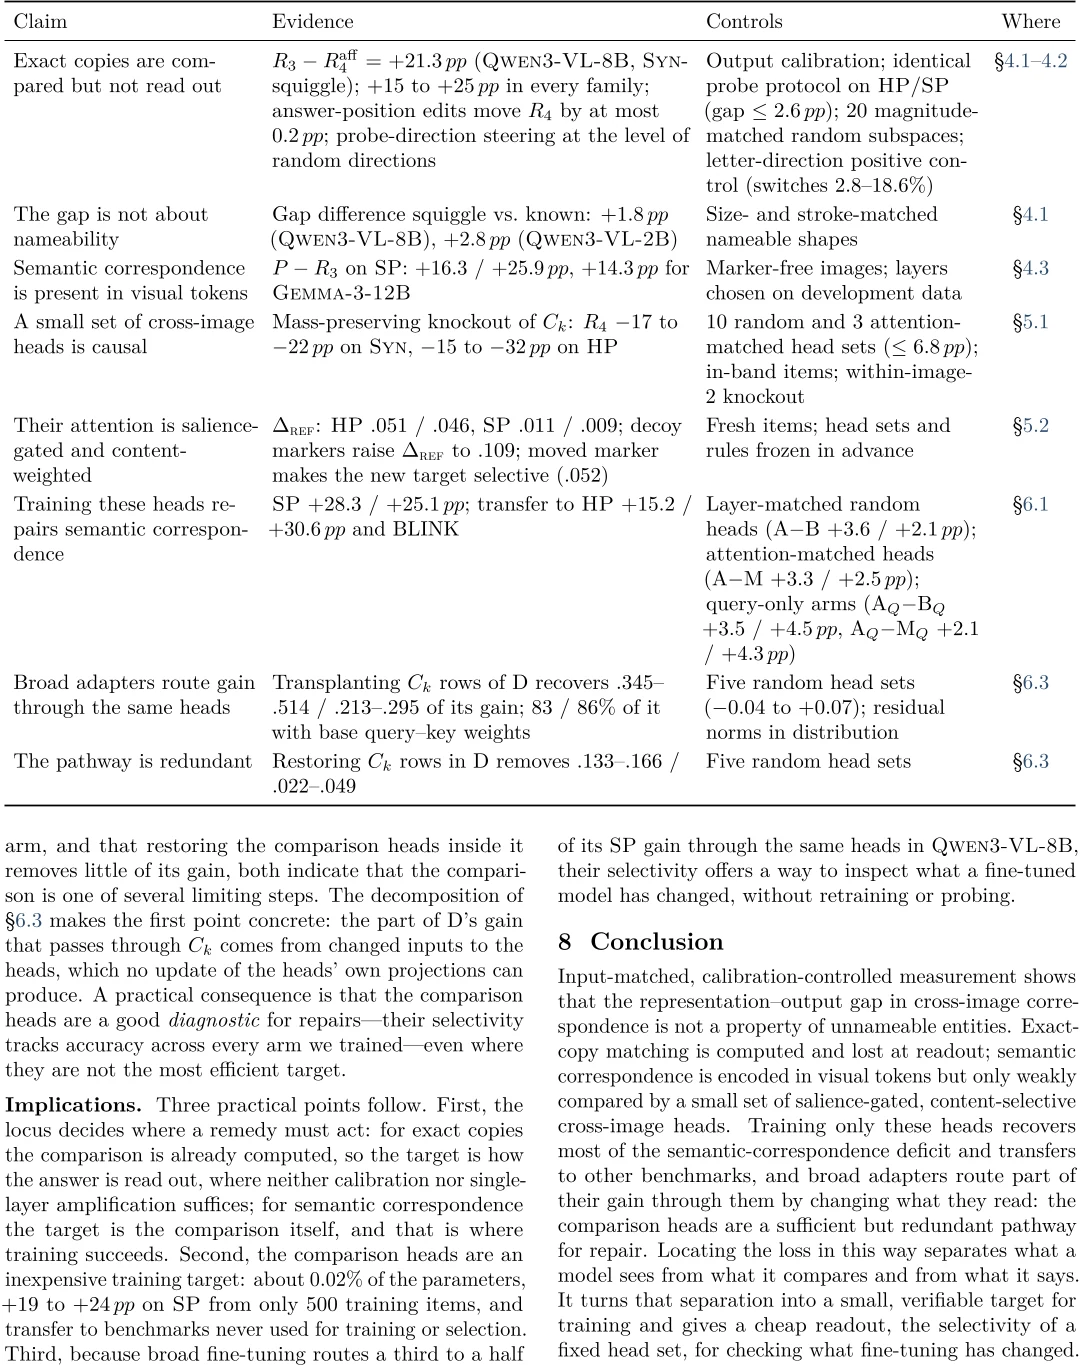 Claim Evidence Controls Where
Exact copies are com-
pared but not read out
R₃ − R₄ᵃᶠᶠ = +21.3 pp (QWEN3-VL-8B, SYN-
squiggle); +15 to +25 pp in every family;
answer-position edits move R₄ by at most
0.2 pp; probe-direction steering at the level of
random directions
Output calibration; identical
probe protocol on HP/SP
(gap ≤ 2.6 pp); 20 magnitude-
matched random subspaces;
letter-direction positive con-
trol (switches 2.8–18.6%)
§4.1–4.2
The gap is not about
nameability
Gap difference squiggle vs. known: +1.8 pp
(QWEN3-VL-8B), +2.8 pp (QWEN3-VL-2B)
Size- and stroke-matched
nameable shapes
§4.1
Semantic correspondence
is present in visual tokens
P − R₃ on SP: +16.3 / +25.9 pp, +14.3 pp for
GEMMA-3-12B
Marker-free images; layers
chosen on development data
§4.3
A small set of cross-image
heads is causal
Mass-preserving knockout of Cₖ: R₄ −17 to
−22 pp on SYN, −15 to −32 pp on HP
10 random and 3 attention-
matched head sets (≤ 6.8 pp);
in-band items; within-image-
2 knockout
§5.1
Their attention is salience-
gated and content-
weighted
Δ_REF: HP .051 / .046, SP .011 / .009; decoy
markers raise Δ_REF to .109; moved marker
makes the new target selective (.052)
Fresh items; head sets and
rules frozen in advance
§5.2
Training these heads re-
pairs semantic correspon-
dence
SP +28.3 / +25.1 pp; transfer to HP +15.2 /
+30.6 pp and BLINK
Layer-matched random
heads (A−B +3.6 / +2.1 pp);
attention-matched heads
(A−M +3.3 / +2.5 pp);
query-only arms (A_Q−B_Q
+3.5 / +4.5 pp, A_Q−M_Q +2.1
/ +4.3 pp)
§6.1
Broad adapters route gain
through the same heads
Transplanting Cₖ rows of D recovers .345–
.514 / .213–.295 of its gain; 83 / 86% of it
with base query–key weights
Five random head sets
(−0.04 to +0.07); residual
norms in distribution
§6.3
The pathway is redundant
Restoring Cₖ rows in D removes .133–.166 /
.022–.049
Five random head sets
§6.3
arm, and that restoring the comparison heads inside it
removes little of its gain, both indicate that the compari-
son is one of several limiting steps. The decomposition of
§6.3 makes the first point concrete: the part of D's gain
that passes through Cₖ comes from changed inputs to the
heads, which no update of the heads' own projections can
produce. A practical consequence is that the comparison
heads are a good diagnostic for repairs—their selectivity
tracks accuracy across every arm we trained—even where
they are not the most efficient target.
Implications. Three practical points follow. First, the
locus decides where a remedy must act: for exact copies
the comparison is already computed, so the target is how
the answer is read out, where neither calibration nor single-
layer amplification suffices; for semantic correspondence
the target is the comparison itself, and that is where
training succeeds. Second, the comparison heads are an
inexpensive training target: about 0.02% of the parameters,
+19 to +24 pp on SP from only 500 training items, and
transfer to benchmarks never used for training or selection.
Third, because broad fine-tuning routes a third to a half
of its SP gain through the same heads in QWEN3-VL-8B,
their selectivity offers a way to inspect what a fine-tuned
model has changed, without retraining or probing.
8 Conclusion
Input-matched, calibration-controlled measurement shows
that the representation–output gap in cross-image corre-
spondence is not a property of unnameable entities. Exact-
copy matching is computed and lost at readout; semantic
correspondence is encoded in visual tokens but only weakly
compared by a small set of salience-gated, content-selective
cross-image heads. Training only these heads recovers
most of the semantic-correspondence deficit and transfers
to other benchmarks, and broad adapters route part of
their gain through them by changing what they read: the
comparison heads are a sufficient but redundant pathway
for repair. Locating the loss in this way separates what a
model sees from what it compares and from what it says.
It turns that separation into a small, verifiable target for
training and gives a cheap readout, the selectivity of a
fixed head set, for checking what fine-tuning has changed.